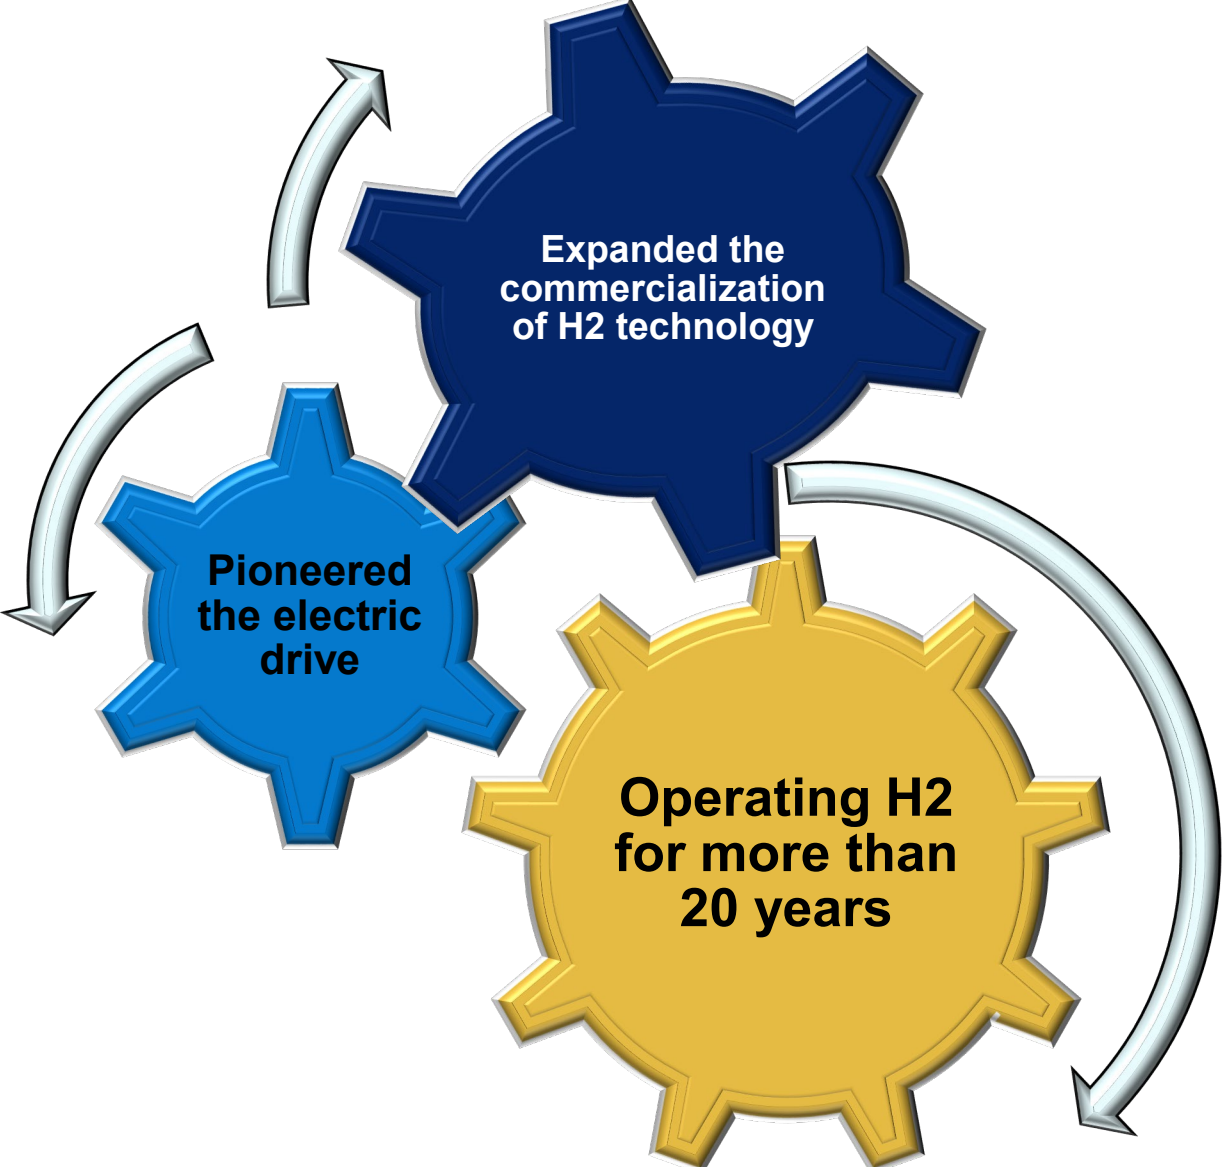 Expanded the
commercialization
of H2 technology
Pioneered
the electric
drive
Operating H2
for more than
20 years